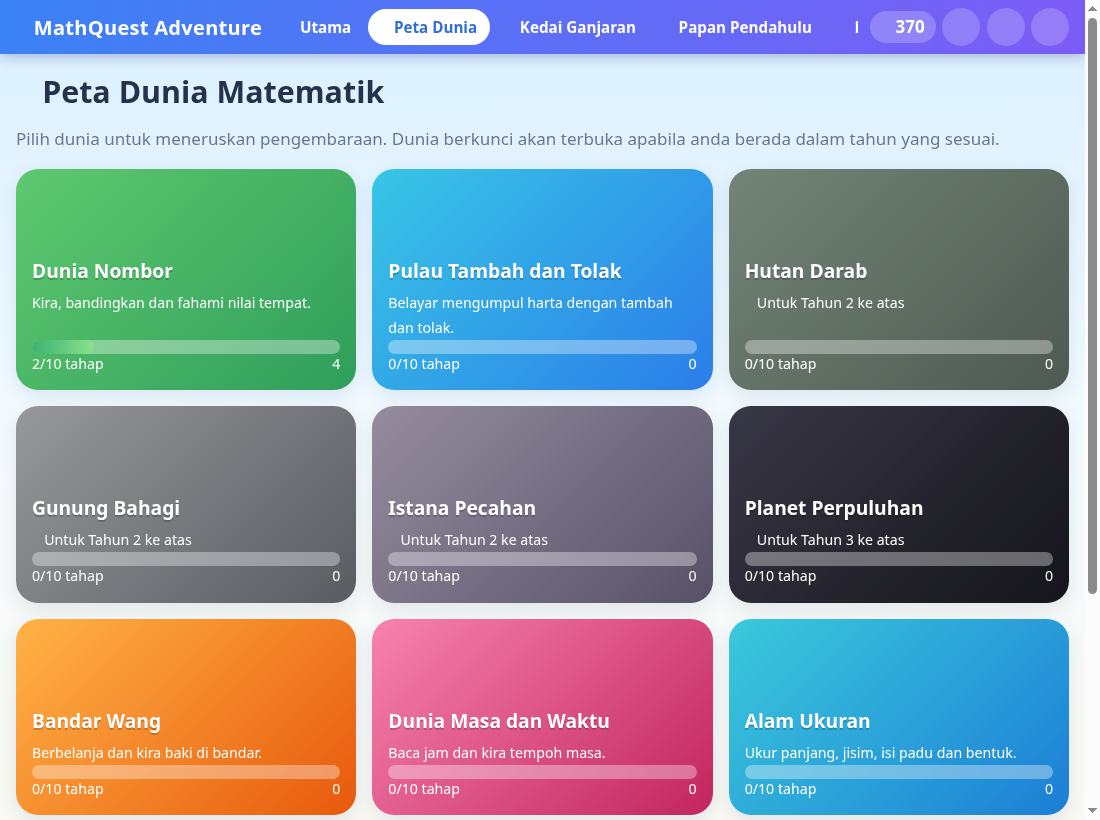 MathQuest Adventure Utama Peta Dunia Kedai Ganjaran Papan Pendahulu 370
Peta Dunia Matematik
Pilih dunia untuk meneruskan pengembaraan. Dunia berkunci akan terbuka apabila anda berada dalam tahun yang sesuai.
Dunia Nombor
Kira, bandingkan dan fahami nilai tempat.
2/10 tahap 4
Pulau Tambah dan Tolak
Belayar mengumpul harta dengan tambah
dan tolak.
0/10 tahap 0
Hutan Darab
Untuk Tahun 2 ke atas
0/10 tahap 0
Gunung Bahagi
Untuk Tahun 2 ke atas
0/10 tahap 0
Istana Pecahan
Untuk Tahun 2 ke atas
0/10 tahap 0
Planet Perpuluhan
Untuk Tahun 3 ke atas
0/10 tahap 0
Bandar Wang
Berbelanja dan kira baki di bandar.
0/10 tahap 0
Dunia Masa dan Waktu
Baca jam dan kira tempoh masa.
0/10 tahap 0
Alam Ukuran
Ukur panjang, jisim, isi padu dan bentuk.
0/10 tahap 0